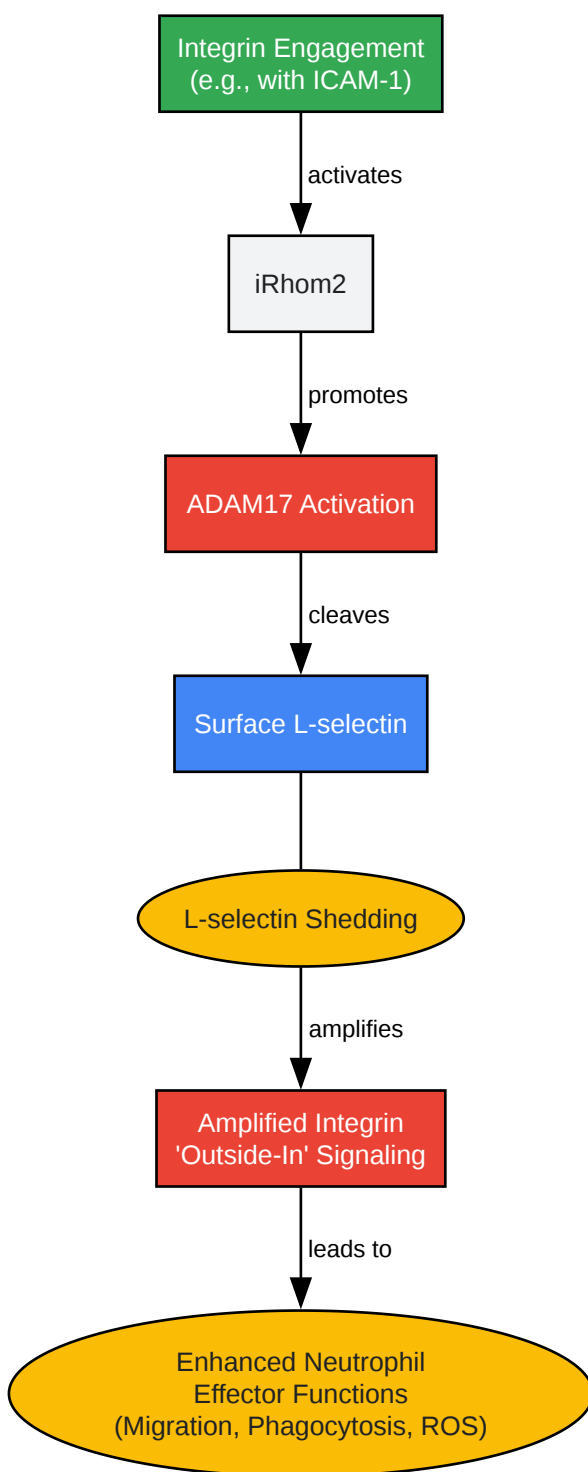 Integrin Engagement
(e.g., with ICAM-1)
activates
iRhom2
promotes
ADAM17 Activation
cleaves
Surface L-selectin
L-selectin Shedding
amplifies
Amplified Integrin
'Outside-In' Signaling
leads to
Enhanced Neutrophil
Effector Functions
(Migration, Phagocytosis, ROS)